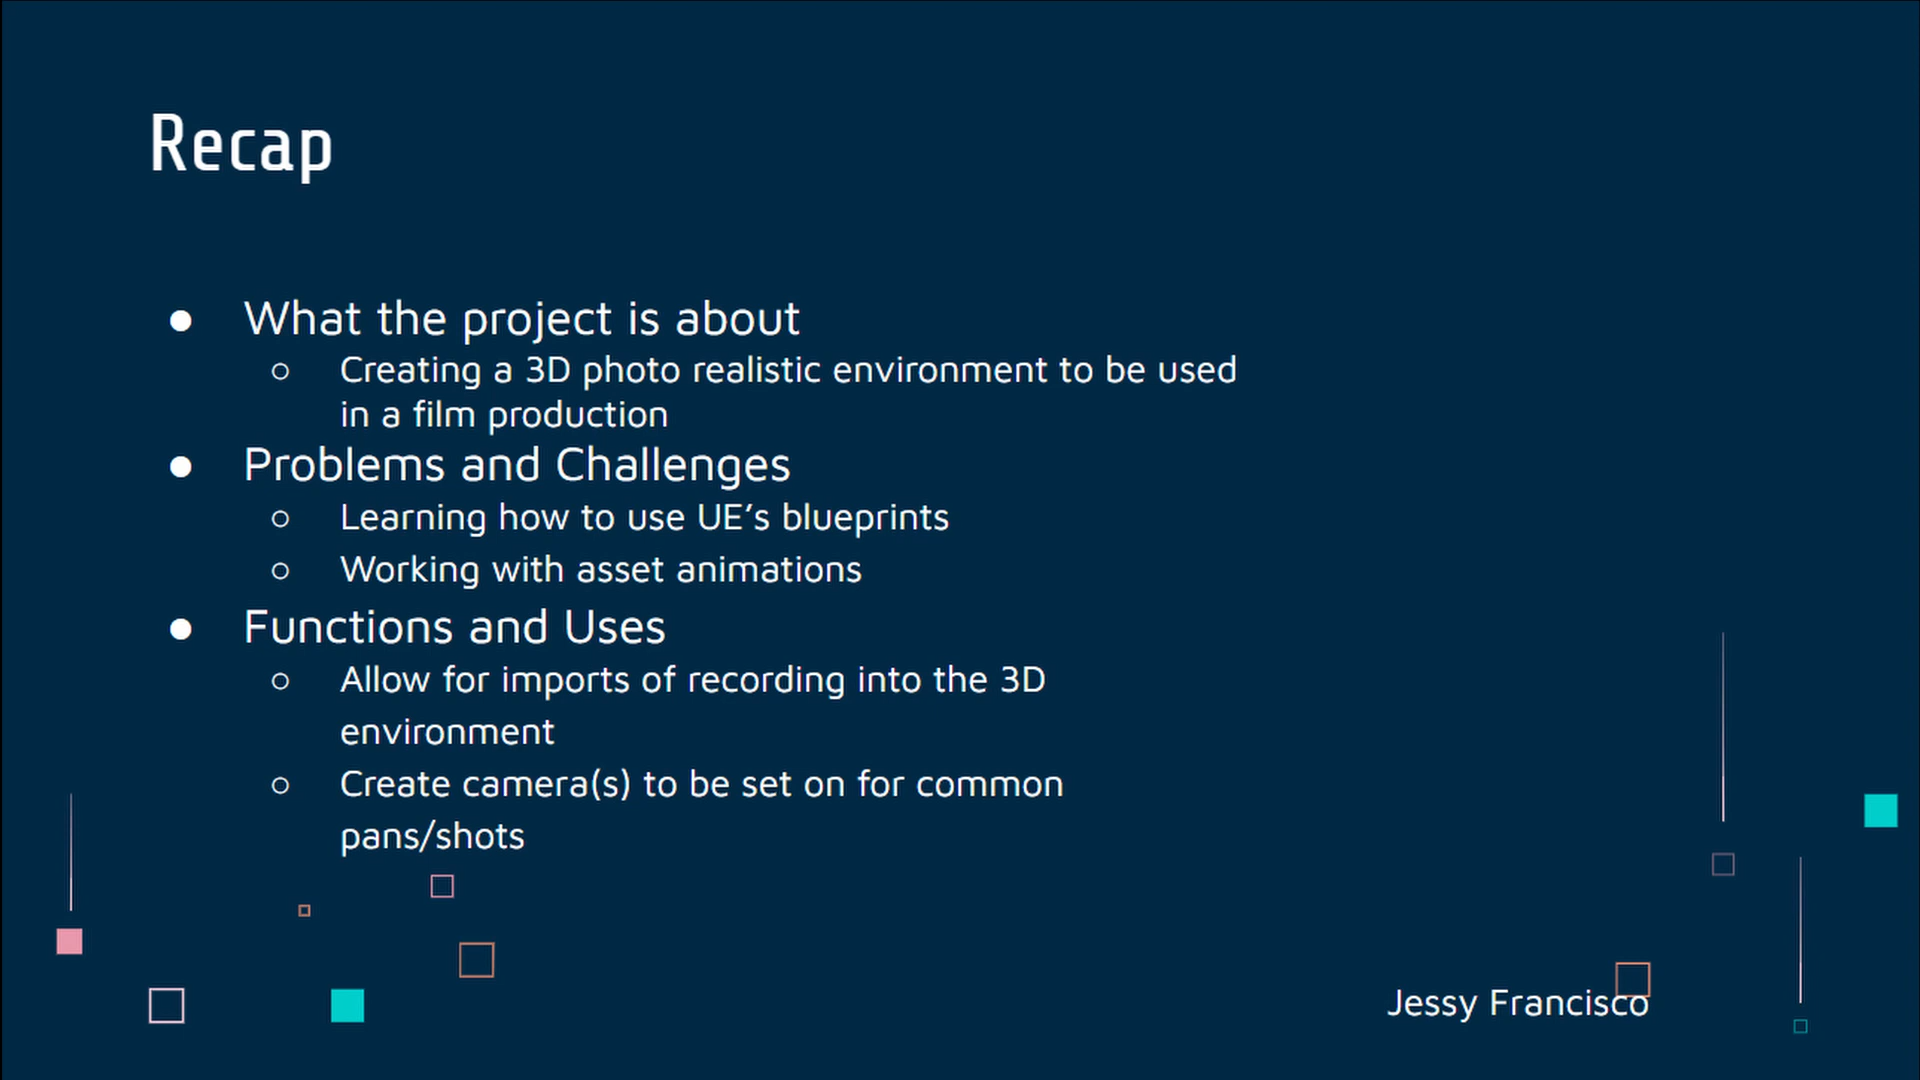 Recap
● What the project is about
○ Creating a 3D photo realistic environment to be used
in a film production
● Problems and Challenges
○ Learning how to use UE’s blueprints
○ Working with asset animations
● Functions and Uses
○ Allow for imports of recording into the 3D
environment
○ Create camera(s) to be set on for common
pans/shots
Jessy Francisco